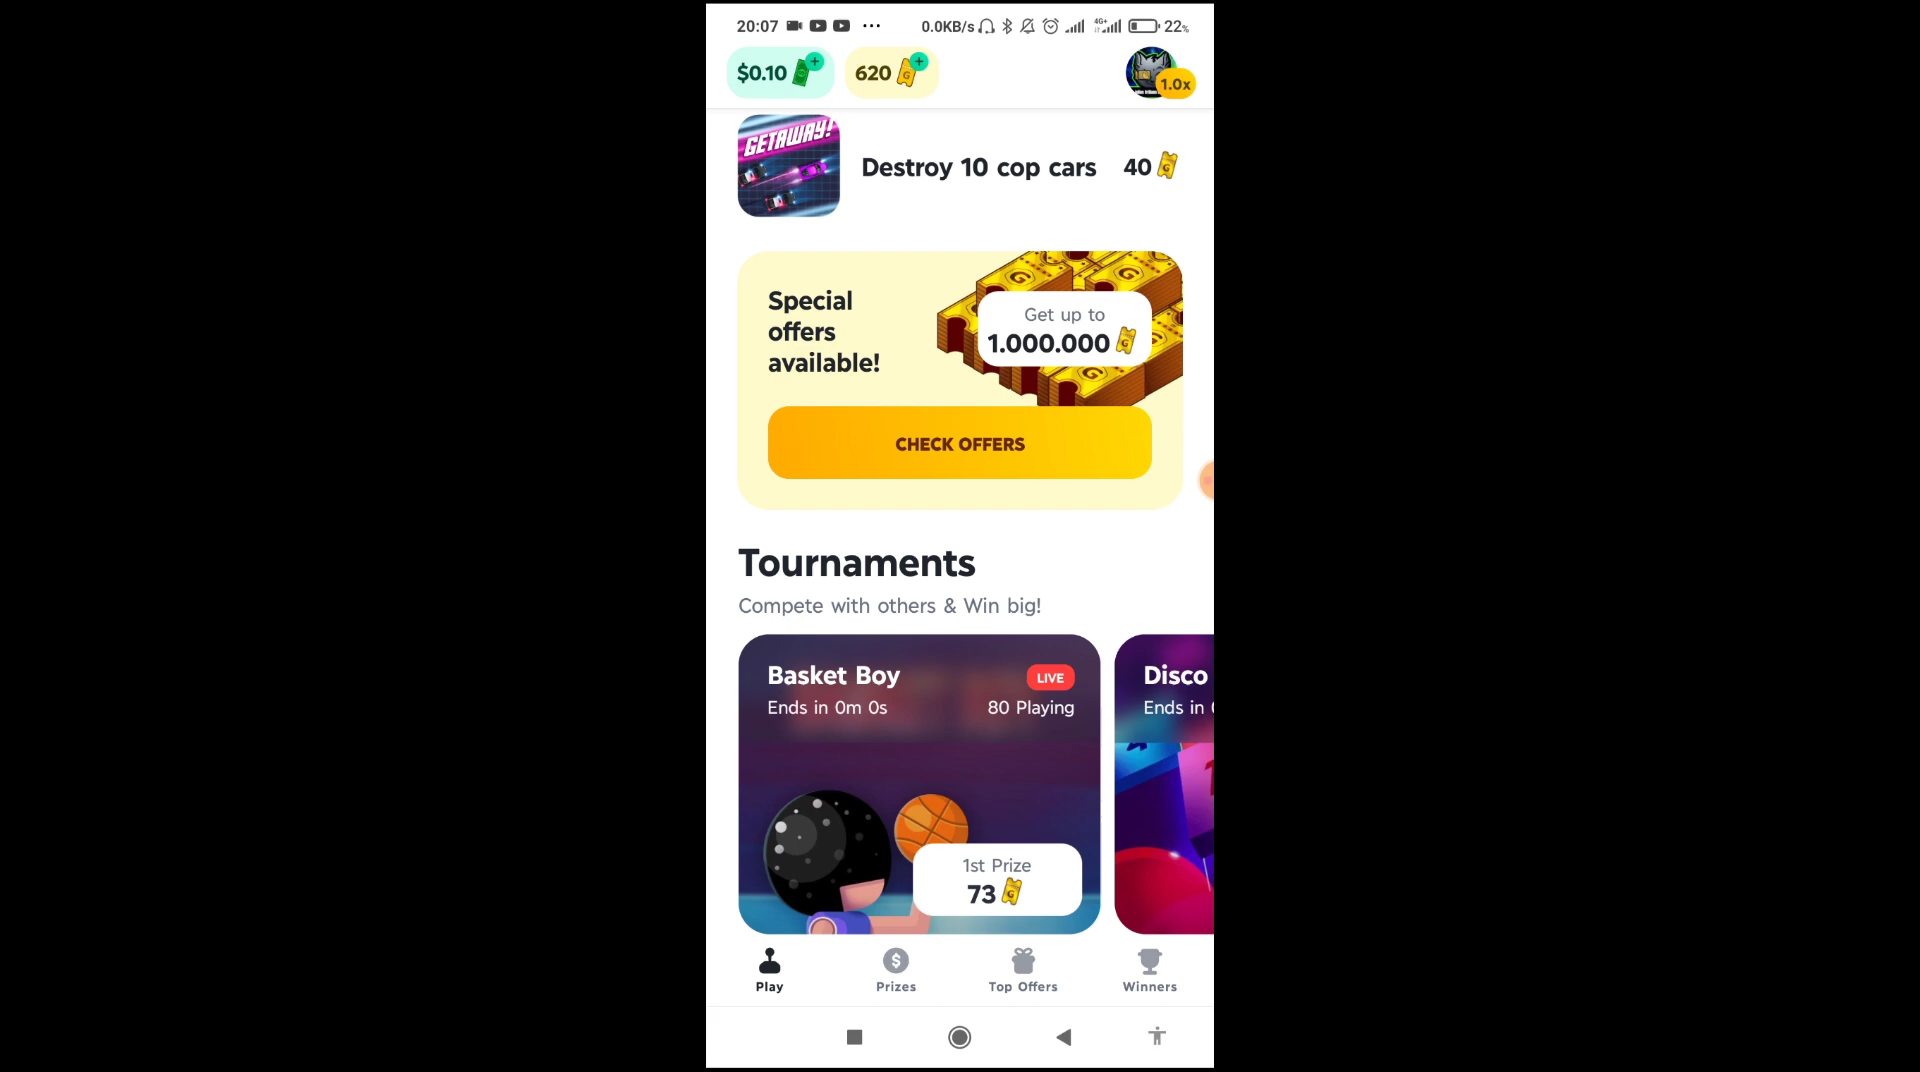 20:07 ... 0.0KB/s 4G+ 22%
$0.10 620 1.0x
GETAWAY!
Destroy 10 cop cars 40
Special
offers
available!
Get up to
1.000.000
CHECK OFFERS
Tournaments
Compete with others & Win big!
Basket Boy LIVE
Ends in 0m 0s 80 Playing
1st Prize
73
Disco
Ends in
Play Prizes Top Offers Winners